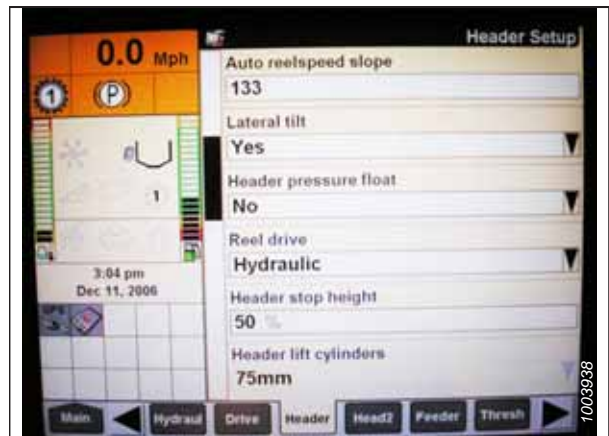 0.0 Mph
Header Setup
1
P
1
3:04 pm
Dec 11, 2006
Auto reelspeed slope
133
Lateral tilt
Yes
Header pressure float
No
Reel drive
Hydraulic
Header stop height
50 %
Header lift cylinders
75mm
Main
Hydraul
Drive
Header
Head2
Feeder
Thresh
1003938